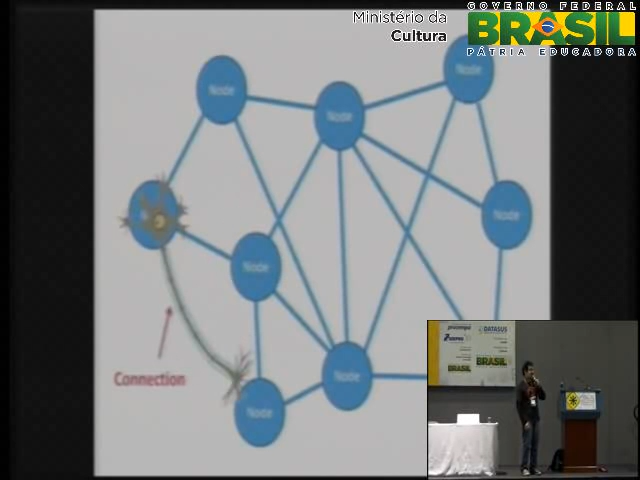 Ministério da
Cultura
GOVERNO FEDERAL
BRASIL
PÁTRIA EDUCADORA
Node
Node
Node
Node
Node
Node
Node
Connection
DATASUS
BRASIL
BRASIL